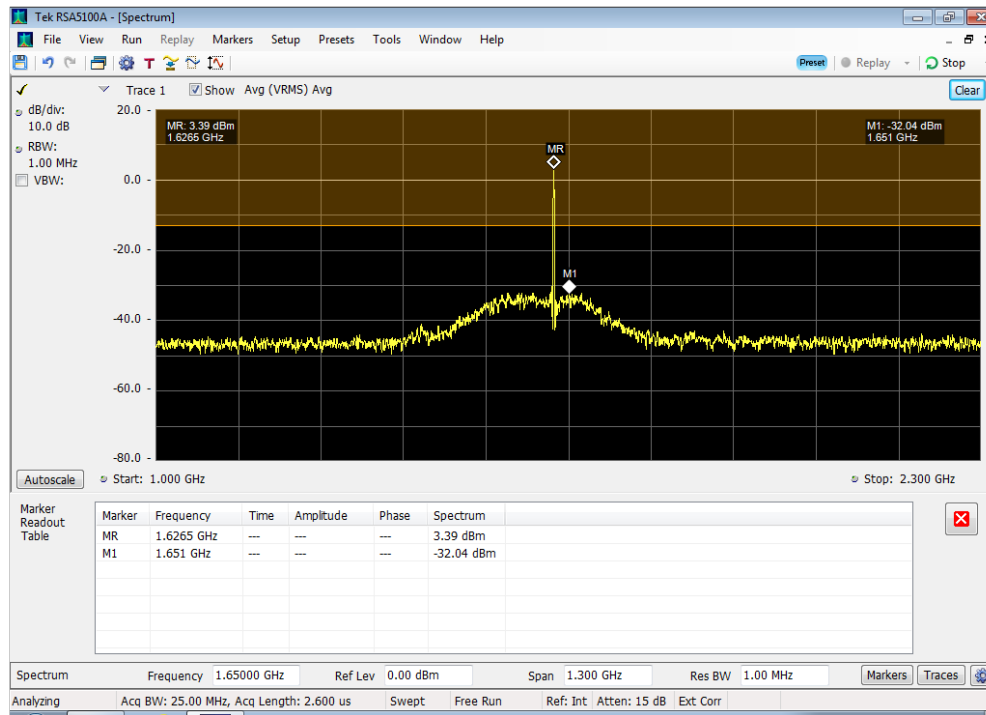 Tek RSA5100A - [Spectrum]
File View Run Replay Markers Setup Presets Tools Window Help
T Preset Replay Stop
Trace 1 Show Avg (VRMS) Avg Clear
dB/div:
10.0 dB
RBW:
1.00 MHz
VBW:
20.0
0.0
-20.0
-40.0
-60.0
-80.0
MR: 3.39 dBm
1.6265 GHz
MR
M1: -32.04 dBm
1.651 GHz
M1
Autoscale Start: 1.000 GHz Stop: 2.300 GHz
Marker
Readout
Table
Marker Frequency Time Amplitude Phase Spectrum
MR 1.6265 GHz --- --- --- 3.39 dBm
M1 1.651 GHz --- --- --- -32.04 dBm
Spectrum Frequency 1.65000 GHz Ref Lev 0.00 dBm Span 1.300 GHz Res BW 1.00 MHz Markers Traces
Analyzing Acq BW: 25.00 MHz, Acq Length: 2.600 us Swept Free Run Ref: Int Atten: 15 dB Ext Corr